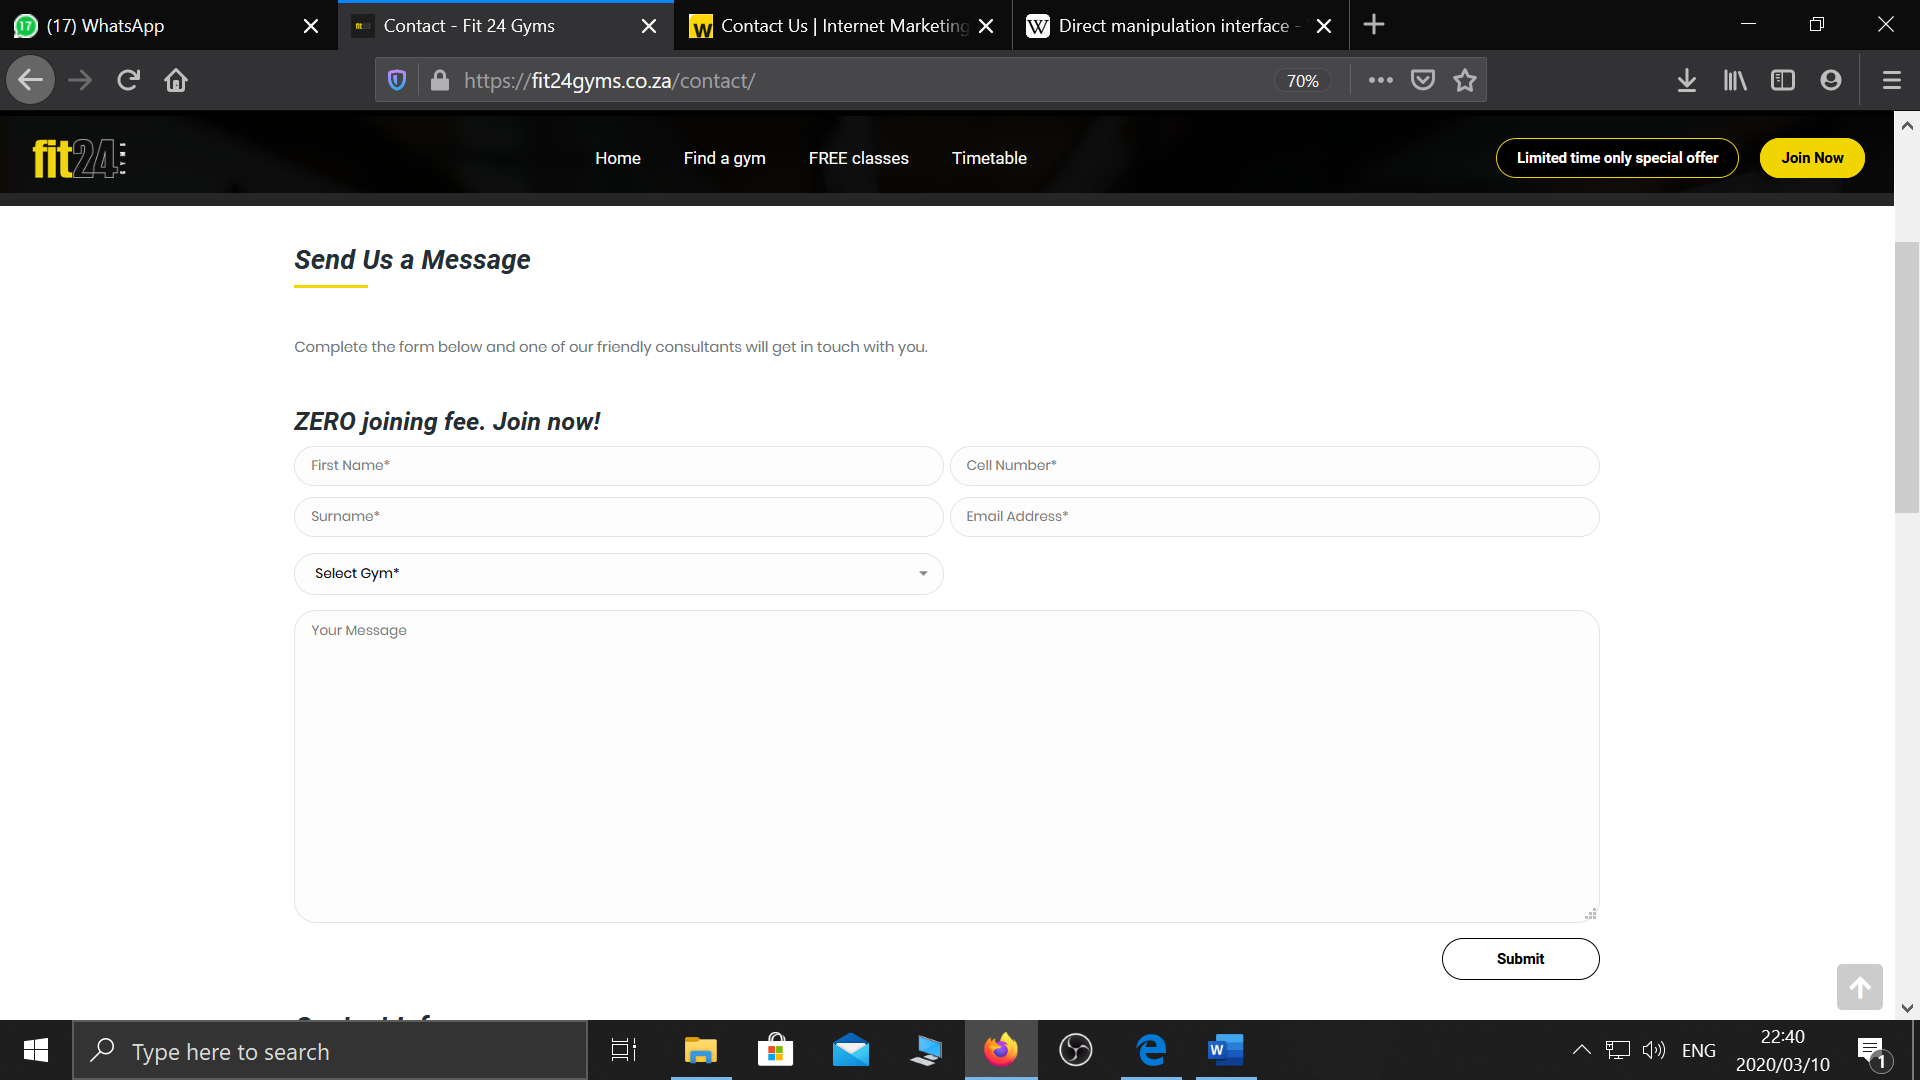 17 (17) WhatsApp
fit24 Contact - Fit 24 Gyms
W Contact Us | Internet Marketing
W Direct manipulation interface -
https://fit24gyms.co.za/contact/
70%
fit24
Home Find a gym FREE classes Timetable
Limited time only special offer
Join Now
Send Us a Message
Complete the form below and one of our friendly consultants will get in touch with you.
ZERO joining fee. Join now!
First Name* Cell Number*
Surname* Email Address*
Select Gym*
Your Message
Submit
Type here to search
W
ENG
22:40
2020/03/10
1